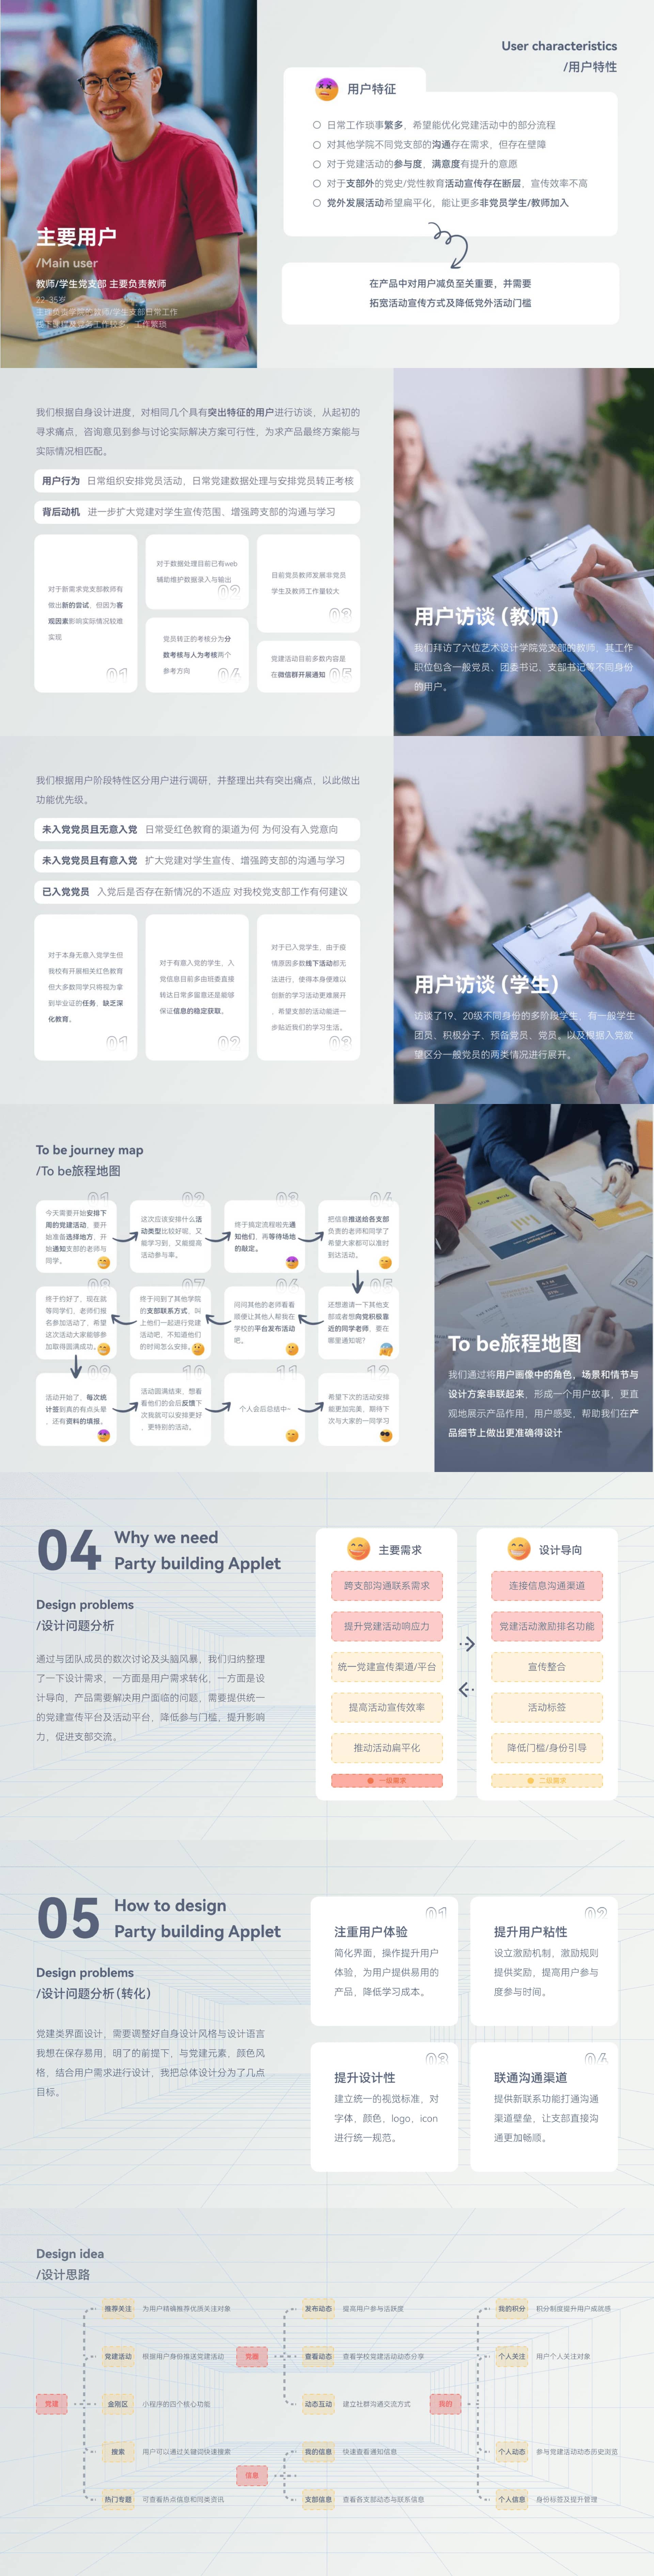 User characteristics
/用户特性
用户特征
日常工作琐事繁多，希望能优化党建活动中的部分流程
对其他学院不同党支部的沟通存在需求，但存在壁障
对于党建活动的参与度，满意度有提升的意愿
对于支部外的党史/党性教育活动宣传存在断层，宣传效率不高
党外发展活动希望扁平化，能让更多非党员学生/教师加入
在产品中对用户减负至关重要，并需要
拓宽活动宣传方式及降低党外活动门槛
主要用户
/Main user
教师/学生党支部 主要负责教师
22-35岁
主理负责学院的教师/学生支部日常工作
工作繁琐
我们根据自身设计进度，对相同几个具有突出特征的用户进行访谈，从起初的
寻求痛点，咨询意见到参与讨论实际解决方案可行性，为求产品最终方案能与
实际情况相匹配。
用户行为 日常组织安排党员活动、日常党建数据处理与安排党员转正考核
背后动机 进一步扩大党建对学生宣传范围、增强跨支部的沟通与学习
对于新需求党支部教师有
做出新的尝试，但因为客
观因素影响实际情况较难
实现
01
对于数据处理目前已有web
辅助维护数据录入与输出
02
目前党员教师发展非党员
学生及教师工作量较大
03
党员转正的考核分为分
数考核与人为考核两个
参考方向
04
党建活动目前多数内容是
在微信群开展通知
05
用户访谈（教师）
我们拜访了六位艺术设计学院党支部的教师，其工作
职位包含一般党员、团委书记、支部书记等不同身份
的用户。
我们根据用户阶段特性区分用户进行调研，并整理出共有突出痛点，以此做出
功能优先级。
未入党党员且无意入党 日常受红色教育的渠道为何 为何没有入党意向
未入党党员且有意入党 扩大党建对学生宣传、增强跨支部的沟通与学习
已入党党员 入党后是否存在新情况的不适应 对我校党支部工作有何建议
对于本身无意入党学生但
我校有开展相关红色教育
但大多数同学只将视为拿
到毕业证的任务，缺乏深
化教育。
01
对于有意入党的学生，入
党信息目前多由班委直接
转达日常多留意还是能够
保证信息的稳定获取。
02
对于已入党学生，由于疫
情原因多数线下活动都无
法进行，使得本身便难以
创新的学习活动更难展开
，希望支部的活动能进一
步贴近我们的学习生活。
03
用户访谈（学生）
访谈了19、20级不同身份的多阶段学生，有一般学生
团员、积极分子、预备党员、党员。以及根据入党欲
望区分一般党员的两类情况进行展开。
To be journey map
/To be旅程地图
01
今天需要开始安排下
周的党建活动，要开
始准备选择地方，开
始通知支部的老师与
同学。
02
这次应该安排什么活
动类型比较好呢，又
能学习到，又能提高
活动参与率。
03
终于搞定流程啦先通
知他们，再等待场地
的敲定。
04
把信息推送给各支部
负责的老师和同学了
希望大家都可以准时
到达活动。
08
终于约好了，现在就
等同学们，老师们报
名参加活动了，希望
这次活动大家能够参
加取得圆满成功。
07
终于问到了其他学院
的支部联系方式，叫
上他们一起进行党建
活动吧，不知道他们
的时间怎么安排。
06
问问其他的老师看看
顺便让其他人帮我在
学校的平台发布活动
吧。
05
还想邀请一下其他支
部或者想向党积极靠
近的同学老师，要在
哪里通知呢？
09
活动开始了，每次统
计签到真的有点头晕
，还有资料的填报。
10
活动圆满结束，想看
看他们的会后反馈下
次我就可以安排更好
，更特别的活动。
11
个人会后总结中~
12
希望下次的活动安排
能更加完美，期待下
次与大家的一同学习
To be旅程地图
我们通过将用户画像中的角色，场景和情节与
设计方案串联起来，形成一个用户故事，更直
观地展示产品作用，用户感受，帮助我们在产
品细节上做出更准确得设计
04
Why we need
Party building Applet
Design problems
/设计问题分析
通过与团队成员的数次讨论及头脑风暴，我们归纳整理
了一下设计需求，一方面是用户需求转化，一方面是设
计导向，产品需要解决用户面临的问题，需要提供统一
的党建宣传平台及活动平台，降低参与门槛，提升影响
力，促进支部交流。
主要需求
跨支部沟通联系需求
提升党建活动响应力
统一党建宣传渠道/平台
提高活动宣传效率
推动活动扁平化
一级需求
设计导向
连接信息沟通渠道
党建活动激励排名功能
宣传整合
活动标签
降低门槛/身份引导
二级需求
05
How to design
Party building Applet
Design problems
/设计问题分析（转化）
党建类界面设计，需要调整好自身设计风格与设计语言
我想在保存易用，明了的前提下，与党建元素，颜色风
格，结合用户需求进行设计，我把总体设计分为了几点
目标。
01
注重用户体验
简化界面，操作提升用户
体验，为用户提供易用的
产品，降低学习成本。
02
提升用户粘性
设立激励机制，激励规则
提供奖励，提高用户参与
度参与时间。
03
提升设计性
建立统一的视觉标准，对
字体，颜色，logo，icon
进行统一规范。
04
联通沟通渠道
提供新联系功能打通沟通
渠道壁垒，让支部直接沟
通更加畅顺。
Design idea
/设计思路
党建
推荐关注 为用户精确推荐优质关注对象
党建活动 根据用户身份推送党建活动
金刚区 小程序的四个核心功能
搜索 用户可以通过关键词快速搜索
热门专题 可查看热点信息和同类资讯
党圈
发布动态 提高用户参与活跃度
查看动态 查看学校党建活动动态分享
动态互动 建立社群沟通交流方式
信息
我的信息 快速查看通知信息
支部信息 查看各支部动态与联系信息
我的
我的积分 积分制度提升用户成就感
个人关注 用户个人关注对象
个人动态 参与党建活动动态历史浏览
个人信息 身份标签及提升管理